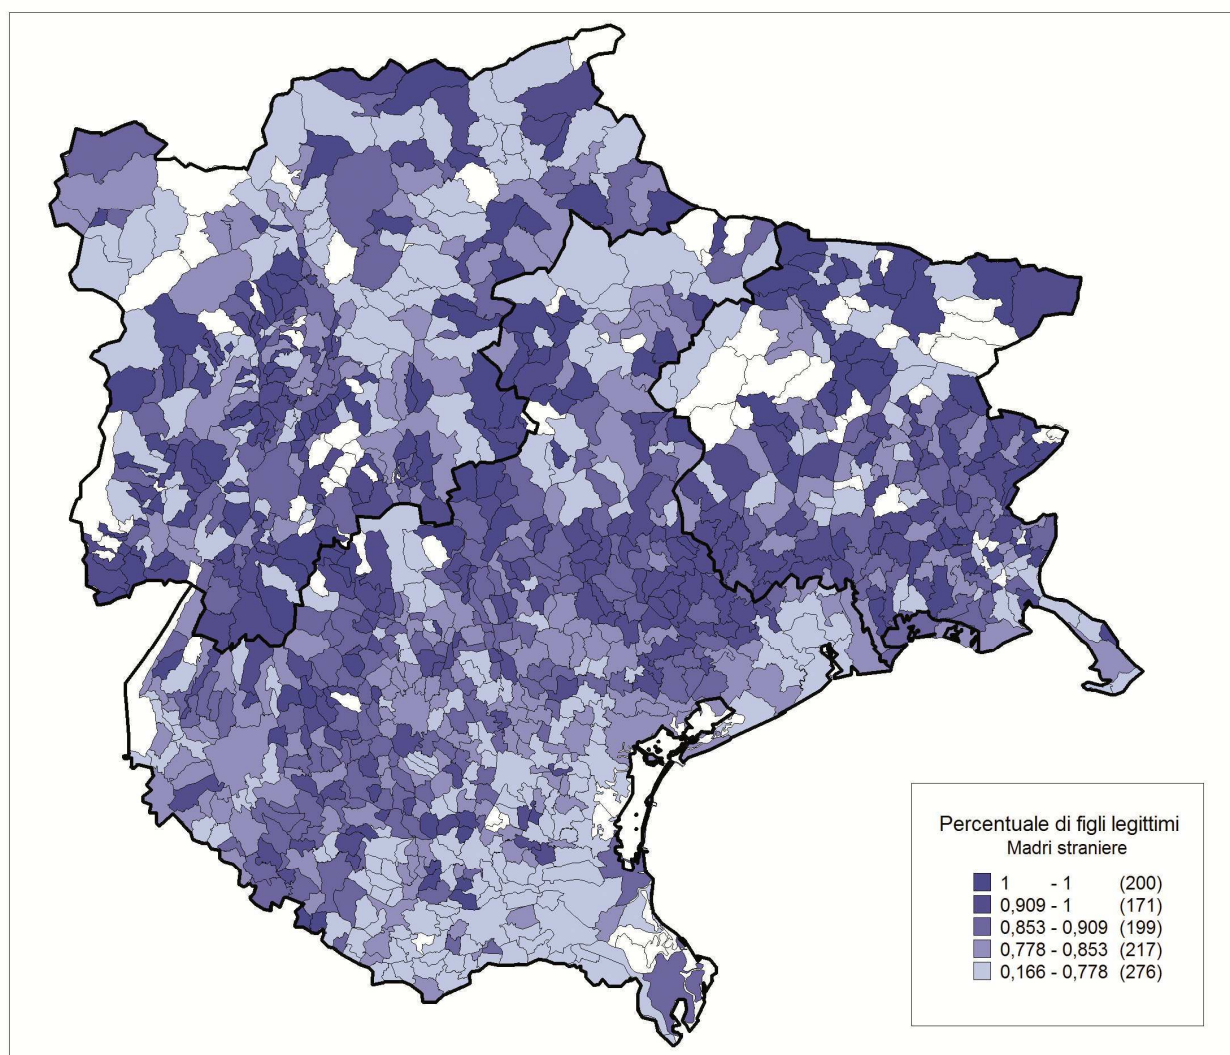 Percentuale di figli legittimi
Madri straniere
1 - 1 (200)
0,909 - 1 (171)
0,853 - 0,909 (199)
0,778 - 0,853 (217)
0,166 - 0,778 (276)